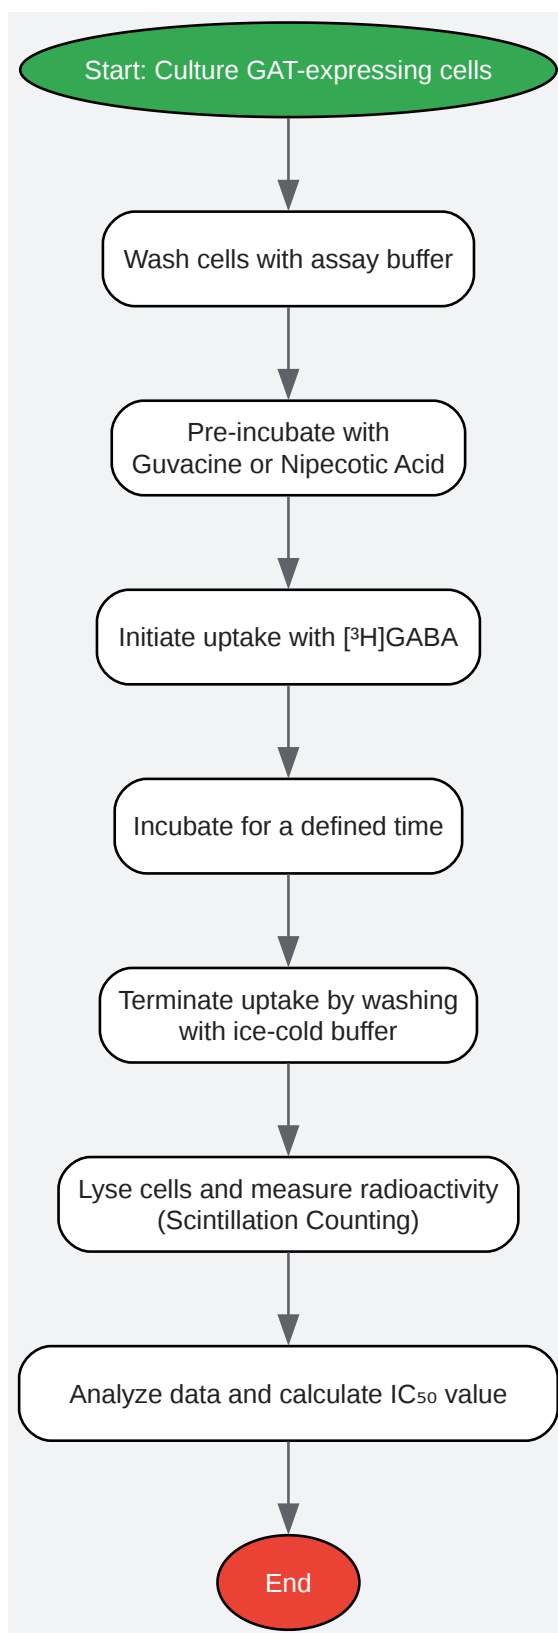 Start: Culture GAT-expressing cells
Wash cells with assay buffer
Pre-incubate with
Guvacine or Nipecotic Acid
Initiate uptake with [³H]GABA
Incubate for a defined time
Terminate uptake by washing
with ice-cold buffer
Lyse cells and measure radioactivity
(Scintillation Counting)
Analyze data and calculate IC₅₀ value
End